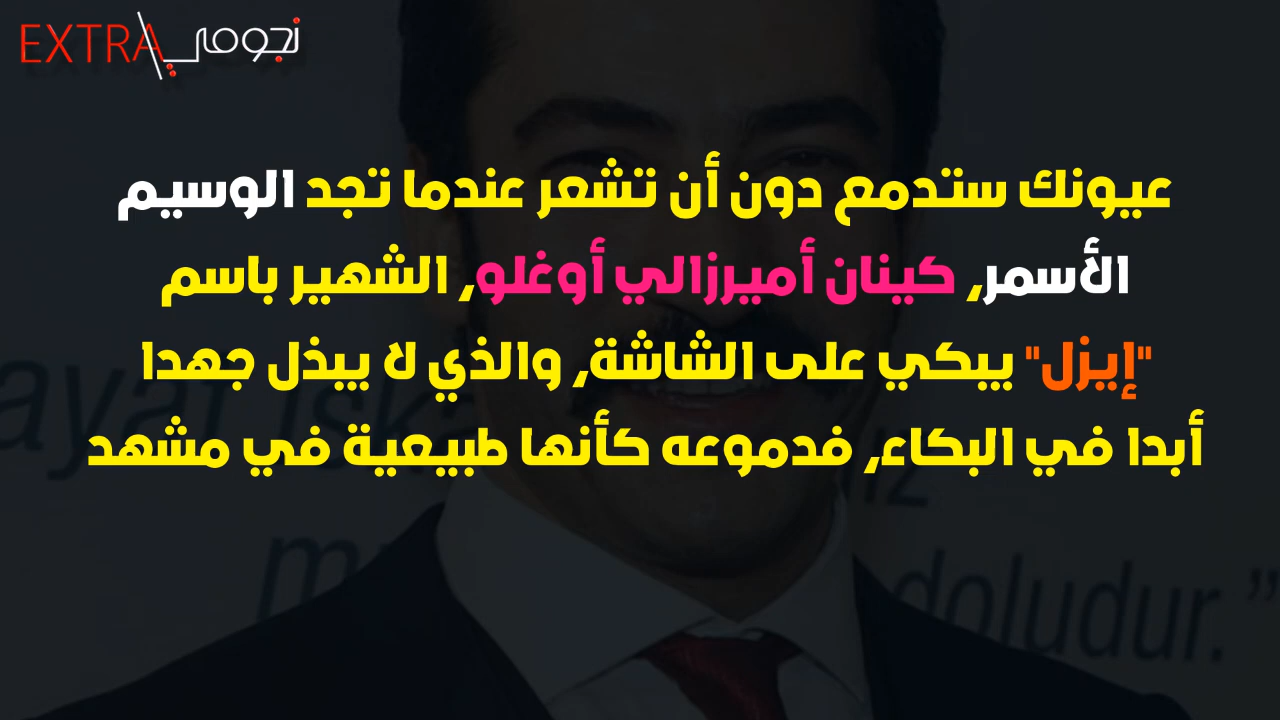 EXTRA نجومي
عيونك ستدمع دون أن تشعر عندما تجد الوسيم
الأسمر, كينان أميرزالي أوغلو, الشهير باسم
"إيزل" يبكي على الشاشة, والذي لا يبذل جهدا
أبدا في البكاء, فدموعه كأنها طبيعية في مشهد
doludur.”